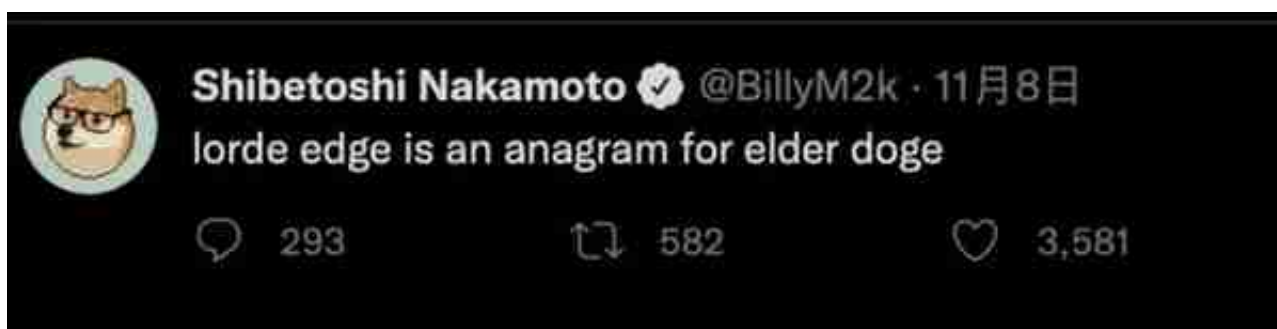 Shibetoshi Nakamoto @BillyM2k · 11月8日
lorde edge is an anagram for elder doge
293 582 3,581